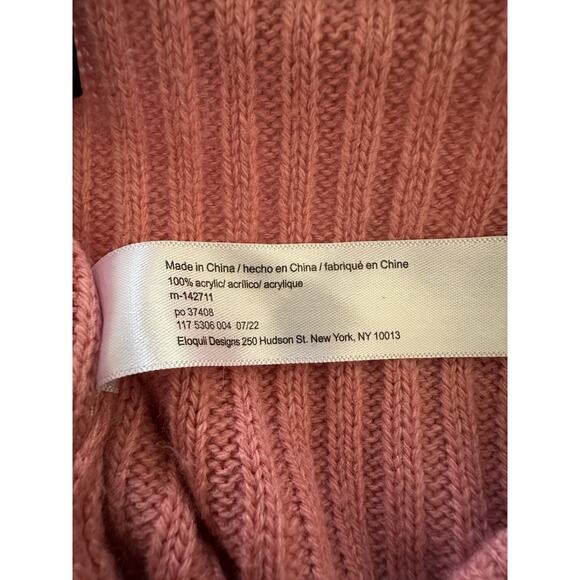 Made in China / hecho en China / fabriqué en Chine
100% acrylic/ acrílico/ acrylique
rn-142711
po 37408
117 5306 004 07/22
Eloquii Designs 250 Hudson St. New York, NY 10013